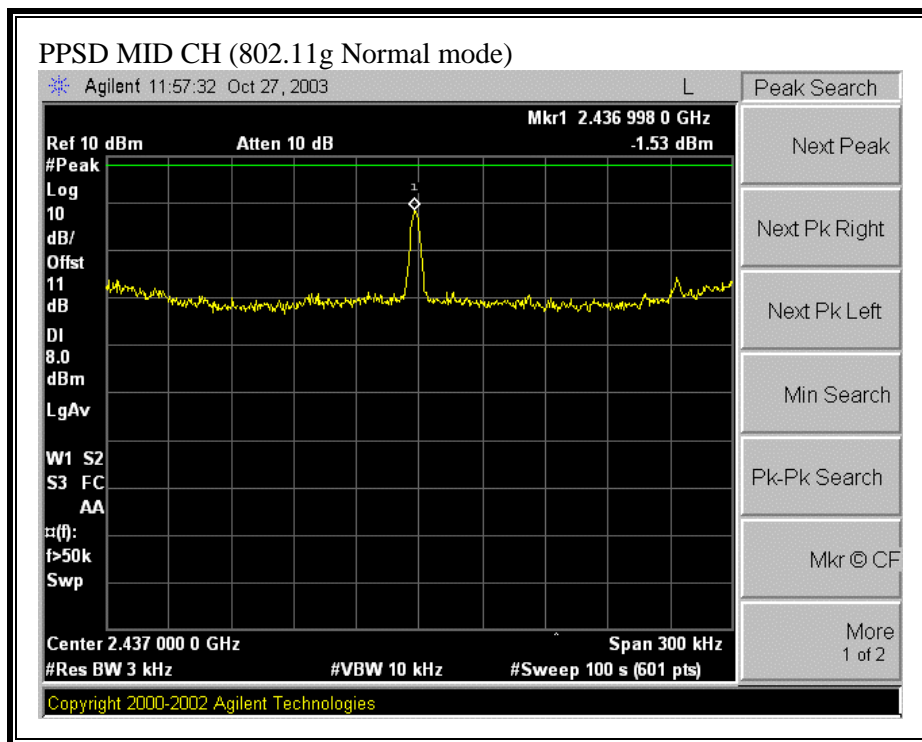 PPSD MID CH (802.11g Normal mode)
Agilent 11:57:32 Oct 27, 2003 L
Peak Search
Mkr1 2.436 998 0 GHz
Ref 10 dBm Atten 10 dB -1.53 dBm
#Peak
Log
10
dB/
Offst
11
dB
DI
8.0
dBm
LgAv
W1 S2
S3 FC
AA
¤(f):
f>50k
Swp
1
Center 2.437 000 0 GHz Span 300 kHz
#Res BW 3 kHz #VBW 10 kHz #Sweep 100 s (601 pts)
Copyright 2000-2002 Agilent Technologies
Next Peak
Next Pk Right
Next Pk Left
Min Search
Pk-Pk Search
Mkr © CF
More
1 of 2